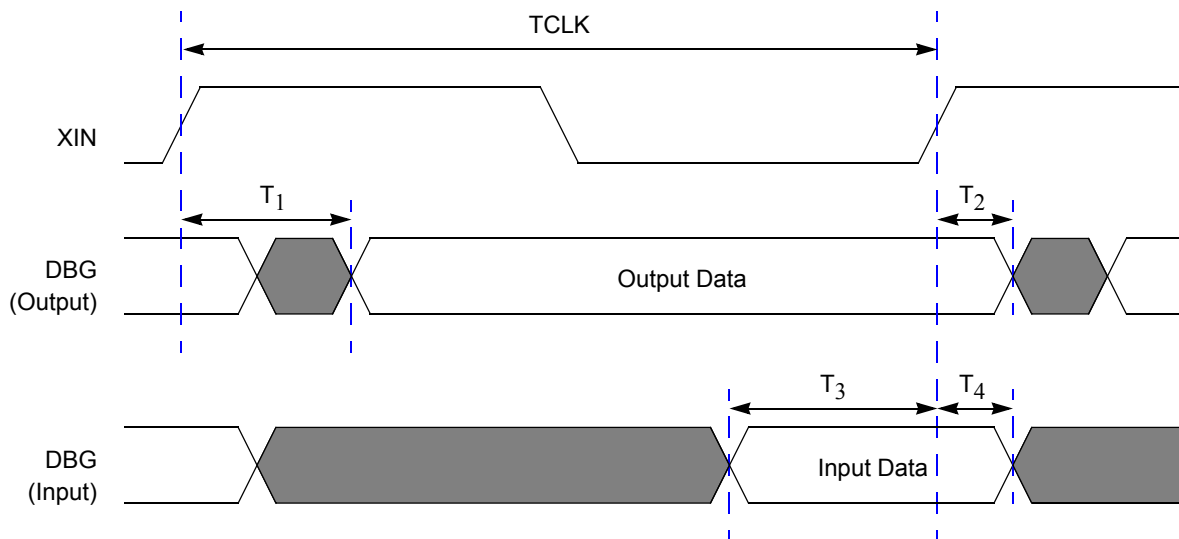 TCLK
XIN
T1
T2
DBG
(Output)
Output Data
T3
T4
DBG
(Input)
Input Data